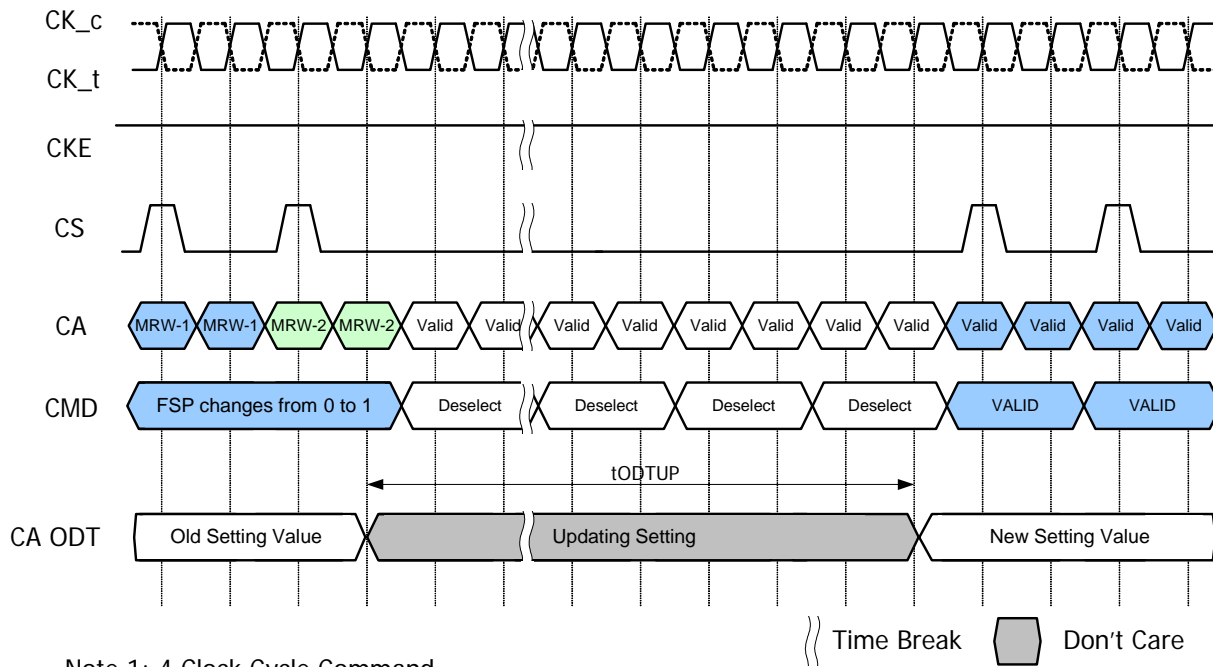 CK_c
CK_t
CKE
CS
CA MRW-1 MRW-1 MRW-2 MRW-2 Valid Valid Valid Valid Valid Valid Valid Valid Valid Valid Valid Valid
CMD FSP changes from 0 to 1 Deselect Deselect Deselect Deselect VALID VALID
tODTUP
CA ODT Old Setting Value Updating Setting New Setting Value
Time Break Don't Care
Note 1: 4 Clock Cycle Command